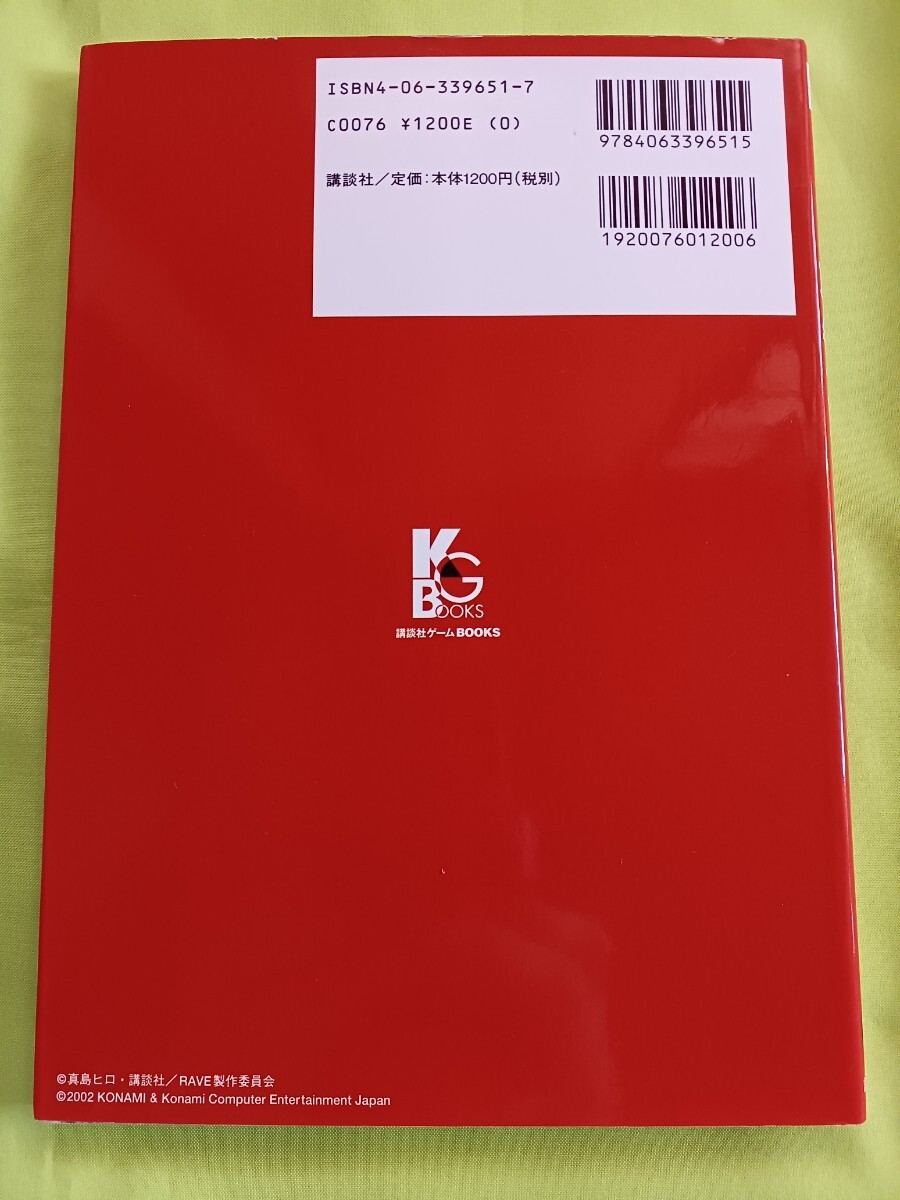 ISBN4-06-339651-7
C0076 ¥1200E (0)
9784063396515
講談社/定価:本体1200円(税別)
1920076012006
KG
BOOKS
講談社ゲームBOOKS
©真島ヒロ・講談社/RAVE製作委員会
©2002 KONAMI & Konami Computer Entertainment Japan